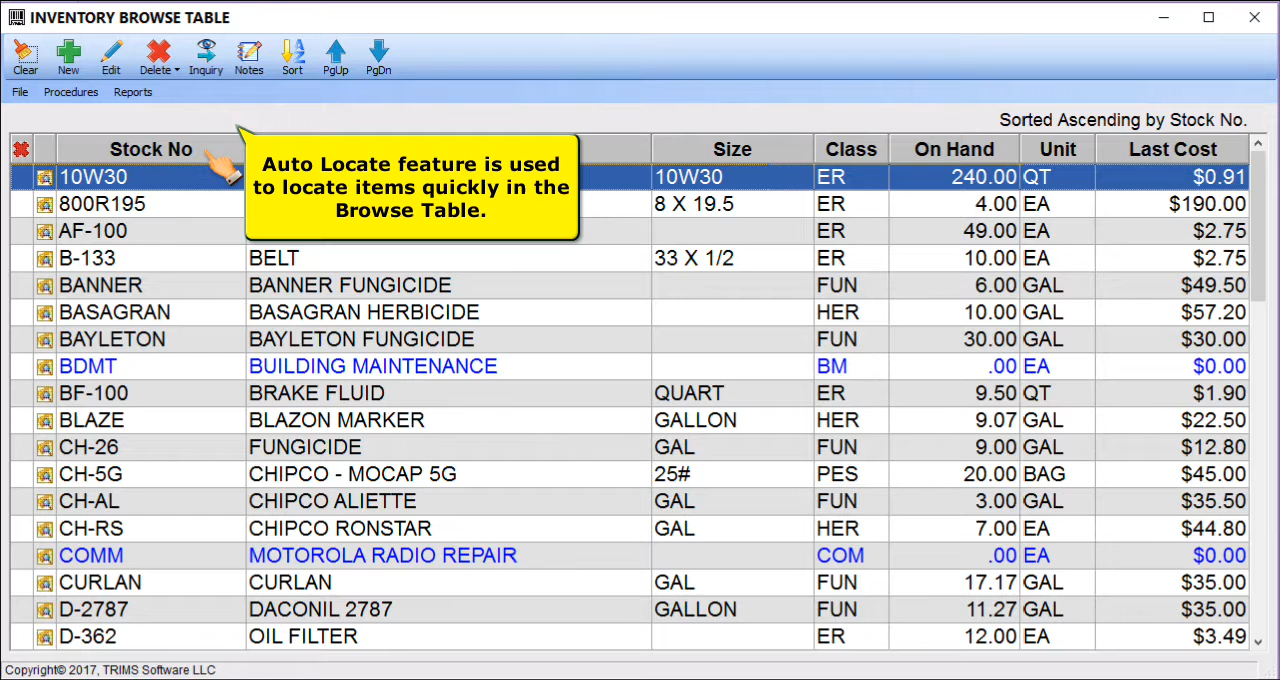 INVENTORY BROWSE TABLE
Clear New Edit Delete Inquiry Notes Sort PgUp PgDn
File Procedures Reports
Sorted Ascending by Stock No.
Stock No Size Class On Hand Unit Last Cost
Auto Locate feature is used
to locate items quickly in the
Browse Table.
10W30 10W30 ER 240.00 QT $0.91
800R195 8 X 19.5 ER 4.00 EA $190.00
AF-100 ER 49.00 EA $2.75
B-133 BELT 33 X 1/2 ER 10.00 EA $2.75
BANNER BANNER FUNGICIDE FUN 6.00 GAL $49.50
BASAGRAN BASAGRAN HERBICIDE HER 10.00 GAL $57.20
BAYLETON BAYLETON FUNGICIDE FUN 30.00 GAL $30.00
BDMT BUILDING MAINTENANCE BM .00 EA $0.00
BF-100 BRAKE FLUID QUART ER 9.50 QT $1.90
BLAZE BLAZON MARKER GALLON HER 9.07 GAL $22.50
CH-26 FUNGICIDE GAL FUN 9.00 GAL $12.80
CH-5G CHIPCO - MOCAP 5G 25# PES 20.00 BAG $45.00
CH-AL CHIPCO ALIETTE GAL FUN 3.00 GAL $35.50
CH-RS CHIPCO RONSTAR GAL HER 7.00 EA $44.80
COMM MOTOROLA RADIO REPAIR COM .00 EA $0.00
CURLAN CURLAN GAL FUN 17.17 GAL $35.00
D-2787 DACONIL 2787 GALLON FUN 11.27 GAL $35.00
D-362 OIL FILTER ER 12.00 EA $3.49
Copyright© 2017, TRIMS Software LLC